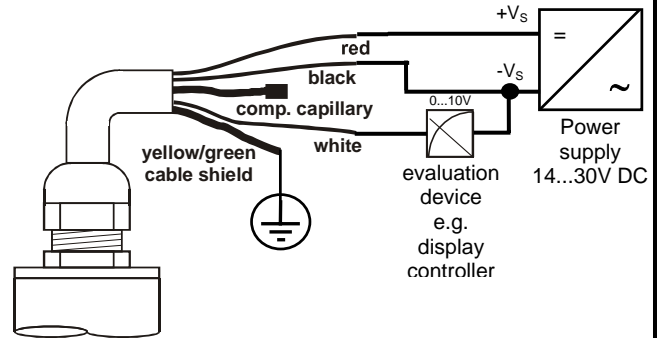 +VS
=
red
black
-VS
~
comp. capillary
0...10V
white
Power
supply
14...30V DC
yellow/green
cable shield
evaluation
device
e.g.
display
controller